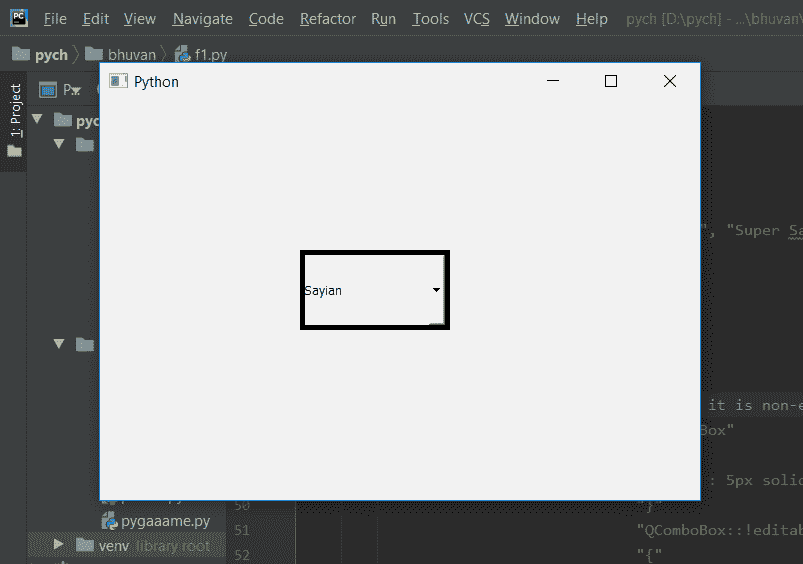 PC File Edit View Navigate Code Refactor Run Tools VCS Window Help pych [D:\pych] - ...\bhuvan\
pych bhuvan f1.py
1: Project
P...
Python
pyc
", "Super Sa
Sayian
it is non-e
Box"
: 5px solid
50 "}"
pygaaame.py
51 "QComboBox::!editab
venv library root
52 "{"